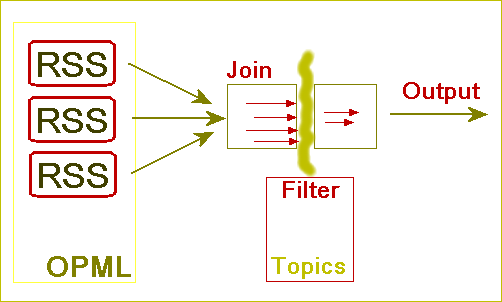 RSS
RSS
RSS
OPML
Join
Filter
Topics
Output